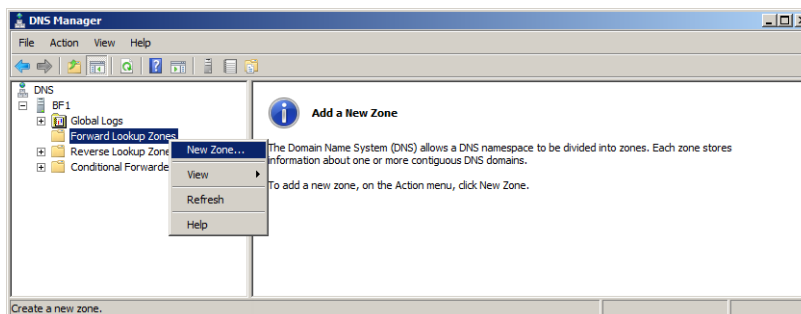 DNS Manager
File Action View Help
DNS
BF1
Global Logs
Forward Lookup Zones
Reverse Lookup Zone
Conditional Forwarde
New Zone...
View
Refresh
Help
Add a New Zone
The Domain Name System (DNS) allows a DNS namespace to be divided into zones. Each zone stores
information about one or more contiguous DNS domains.
To add a new zone, on the Action menu, click New Zone.
Create a new zone.